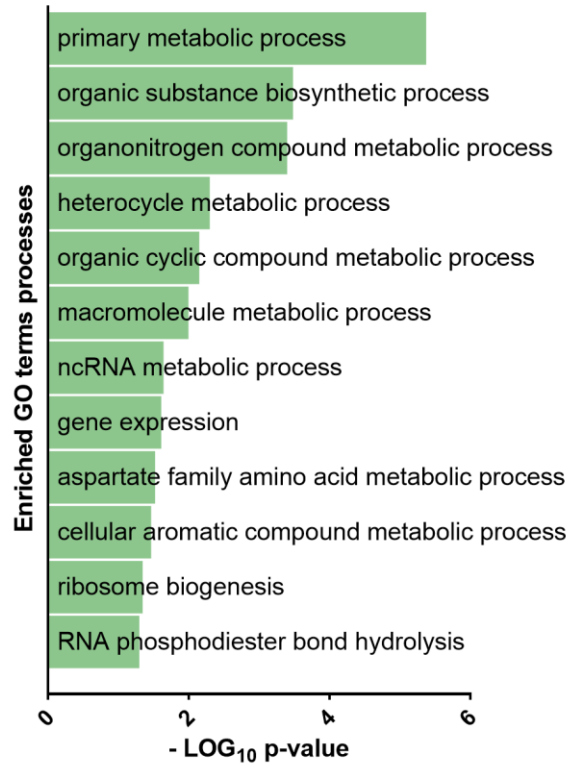 primary metabolic process
organic substance biosynthetic process
organonitrogen compound metabolic process
heterocycle metabolic process
organic cyclic compound metabolic process
macromolecule metabolic process
ncRNA metabolic process
gene expression
aspartate family amino acid metabolic process
cellular aromatic compound metabolic process
ribosome biogenesis
RNA phosphodiester bond hydrolysis
Enriched GO terms processes
0 2 4 6
- LOG₁₀ p-value